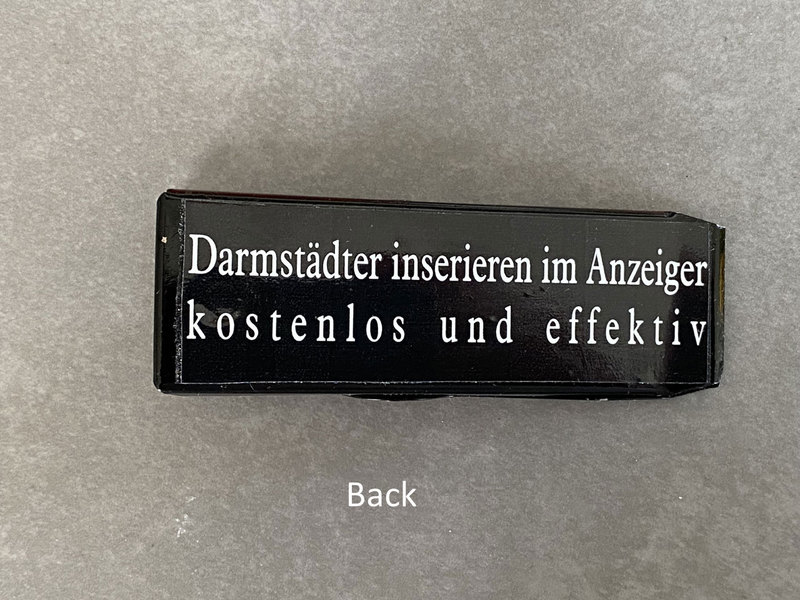 Darmstädter inserieren im Anzeiger
kostenlos und effektiv
Back